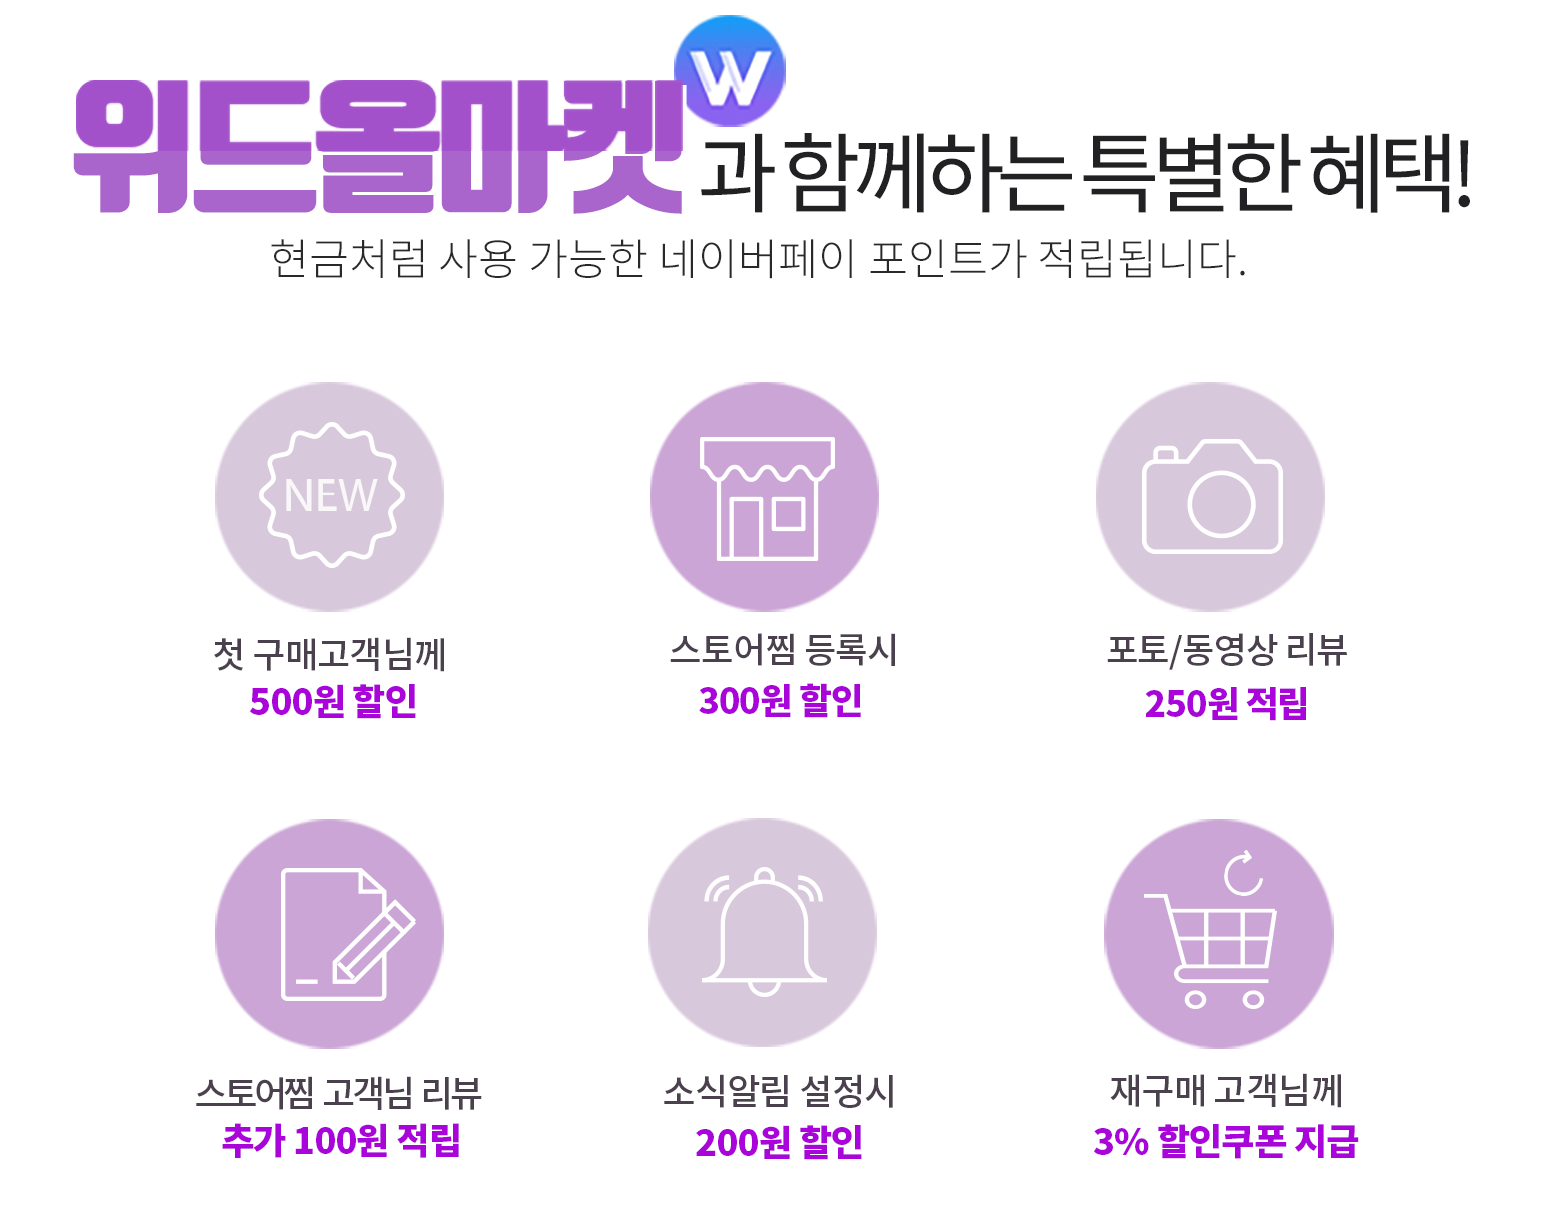 W
위드올마켓과 함께하는 특별한 혜택!
현금처럼 사용 가능한 네이버페이 포인트가 적립됩니다.
NEW
첫 구매고객님께
500원 할인
스토어찜 등록시
300원 할인
포토/동영상 리뷰
250원 적립
스토어찜 고객님 리뷰
추가 100원 적립
소식알림 설정시
200원 할인
재구매 고객님께
3% 할인쿠폰 지급